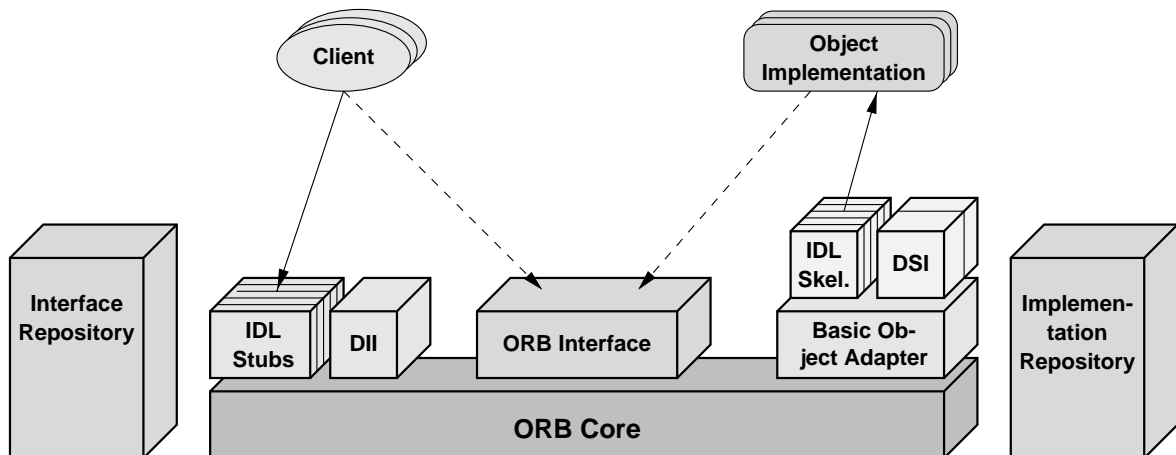 Client
Object
Implementation
Interface
Repository
IDL
Stubs
DII
ORB Interface
IDL
Skel.
DSI
Basic Ob-
ject Adapter
Implemen-
tation
Repository
ORB Core